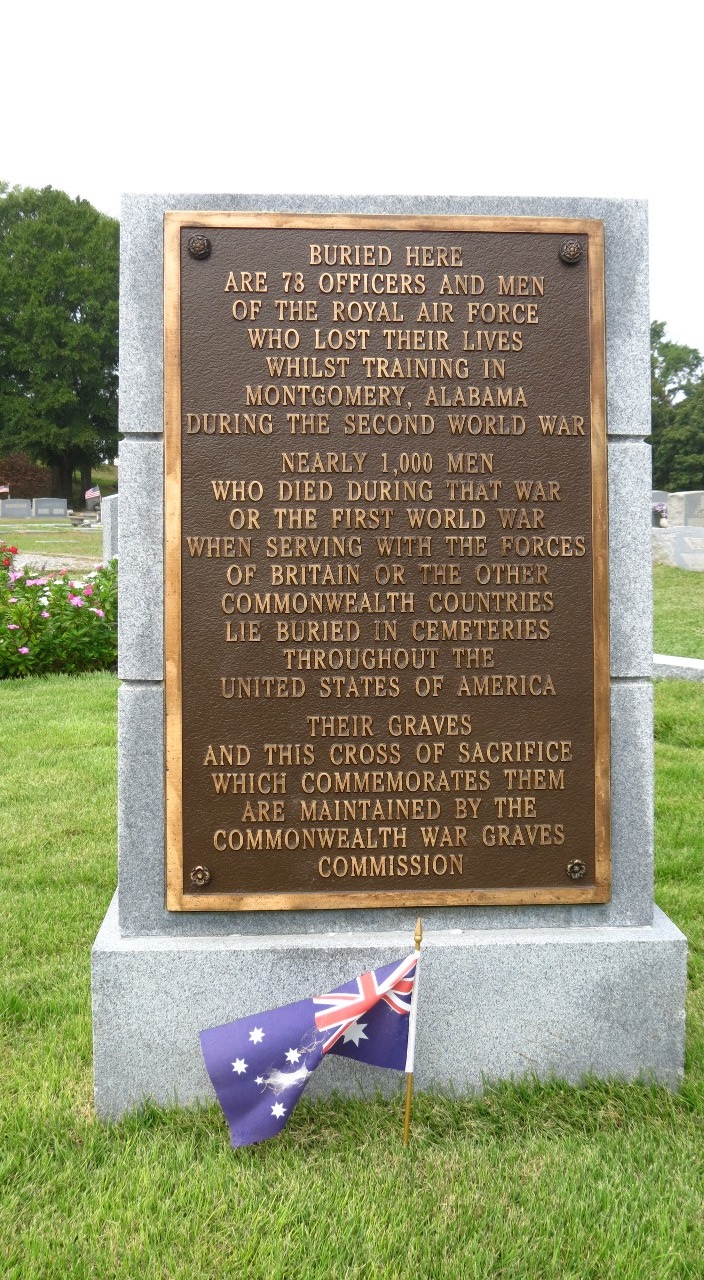 BURIED HERE
ARE 78 OFFICERS AND MEN
OF THE ROYAL AIR FORCE
WHO LOST THEIR LIVES
WHILST TRAINING IN
MONTGOMERY, ALABAMA
DURING THE SECOND WORLD WAR
NEARLY 1,000 MEN
WHO DIED DURING THAT WAR
OR THE FIRST WORLD WAR
WHEN SERVING WITH THE FORCES
OF BRITAIN OR THE OTHER
COMMONWEALTH COUNTRIES
LIE BURIED IN CEMETERIES
THROUGHOUT THE
UNITED STATES OF AMERICA
THEIR GRAVES
AND THIS CROSS OF SACRIFICE
WHICH COMMEMORATES THEM
ARE MAINTAINED BY THE
COMMONWEALTH WAR GRAVES
COMMISSION